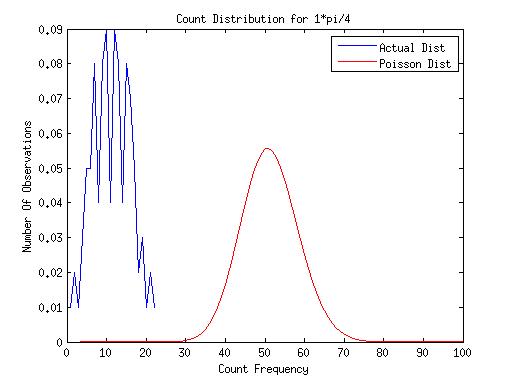 Count Distribution for 1*pi/4
Actual Dist
Poisson Dist
Number Of Observations
0.09
0.08
0.07
0.06
0.05
0.04
0.03
0.02
0.01
0
0 10 20 30 40 50 60 70 80 90 100
Count Frequency